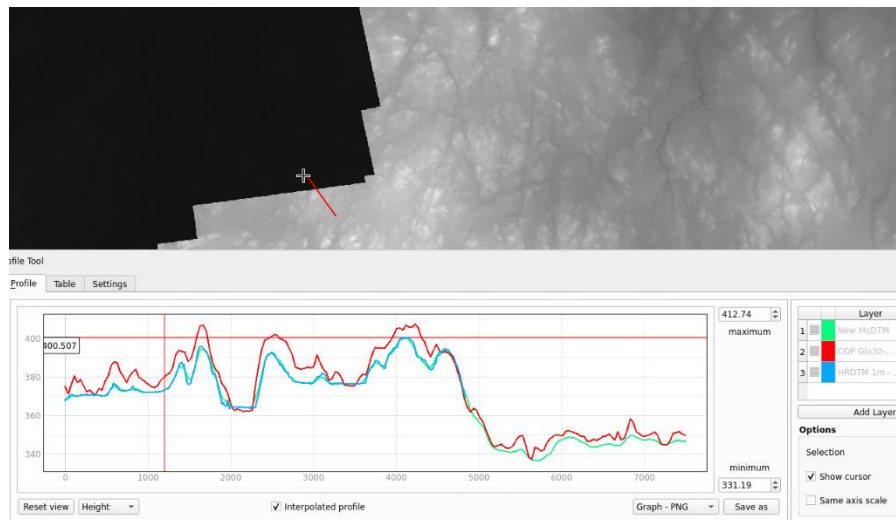 ofile Tool
Profile Table Settings
412.74
maximum
400
400.507
380
360
340
0 1000 2000 3000 4000 5000 6000 7000
minimum
331.19
Layer
1 New McDTM
2 COP Glo30-...
3 HRDTM 1m - ...
Add Layer
Options
Selection
Show cursor
Same axis scale
Reset view Height Interpolated profile Graph - PNG Save as